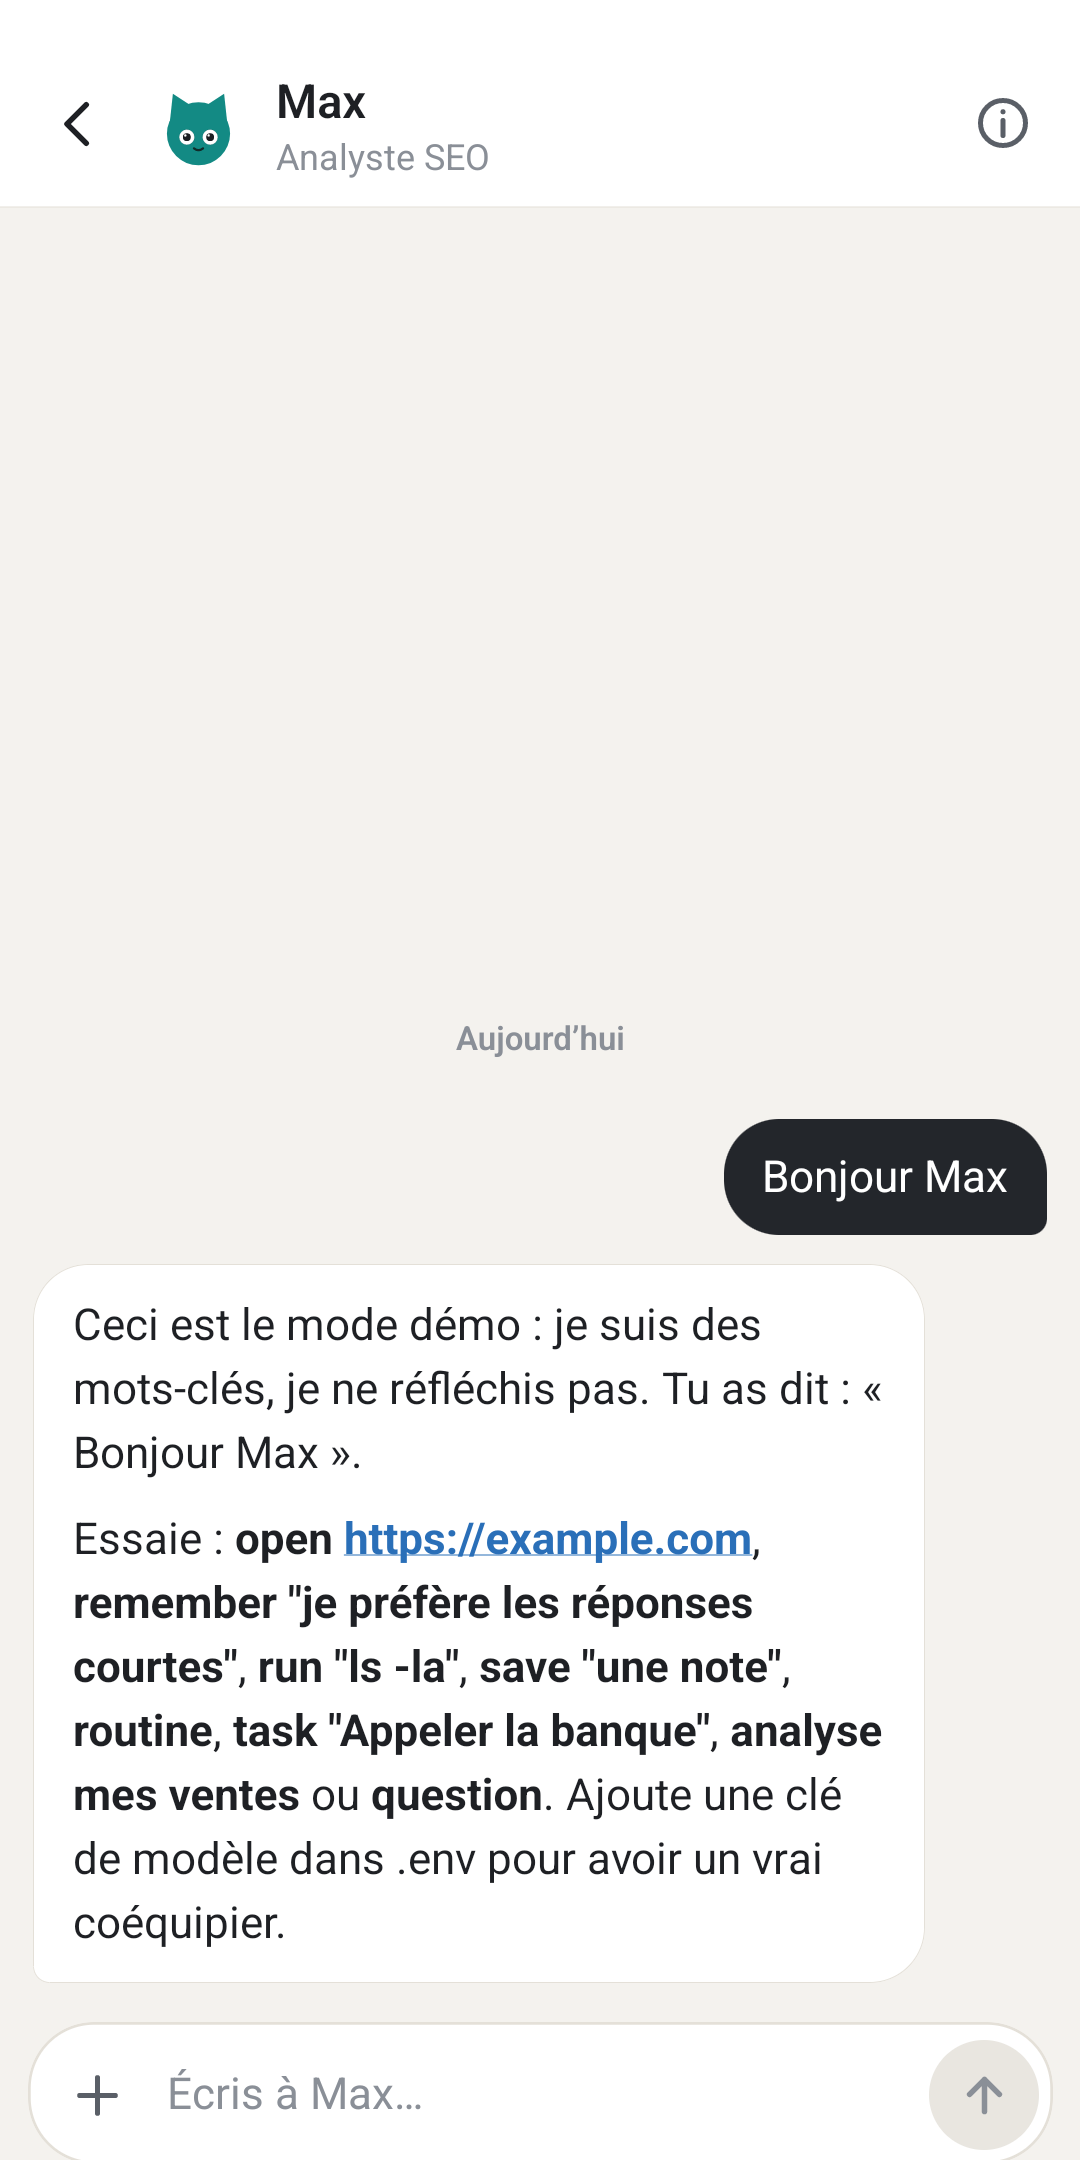 Max
Analyste SEO
Aujourd’hui
Bonjour Max
Ceci est le mode démo : je suis des
mots-clés, je ne réfléchis pas. Tu as dit : «
Bonjour Max ».
Essaie : open https://example.com,
remember "je préfère les réponses
courtes", run "ls -la", save "une note",
routine, task "Appeler la banque", analyse
mes ventes ou question. Ajoute une clé
de modèle dans .env pour avoir un vrai
coéquipier.
Écris à Max…